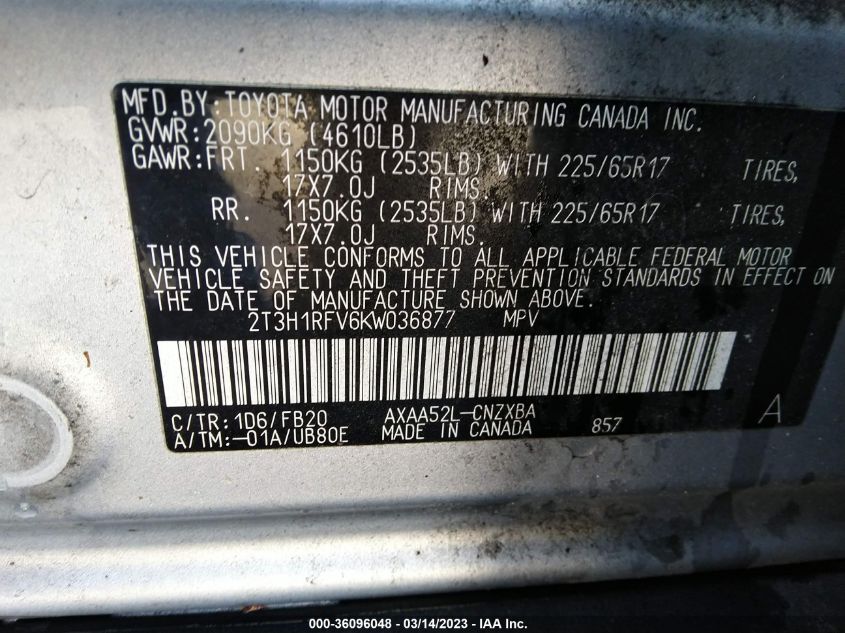 MFD.BY:TOYOTA MOTOR MANUFACTURING CANADA INC.
GVWR:2090KG (4610LB)
GAWR:FRT. 1150KG (2535LB) WITH 225/65R17 TIRES,
17X7.0J RIMS.
RR. 1150KG (2535LB) WITH 225/65R17 TIRES,
17X7.0J RIMS.
THIS VEHICLE CONFORMS TO ALL APPLICABLE FEDERAL MOTOR
VEHICLE SAFETY AND THEFT PREVENTION STANDARDS IN EFFECT ON
THE DATE OF MANUFACTURE SHOWN ABOVE.
2T3H1RFV6KW036877 MPV
C/TR:1D6/FB20 AXAA52L-CNZXBA A
A/TM:-01A/UB80E MADE IN CANADA 857
000-36096048 - 03/14/2023 - IAA Inc.